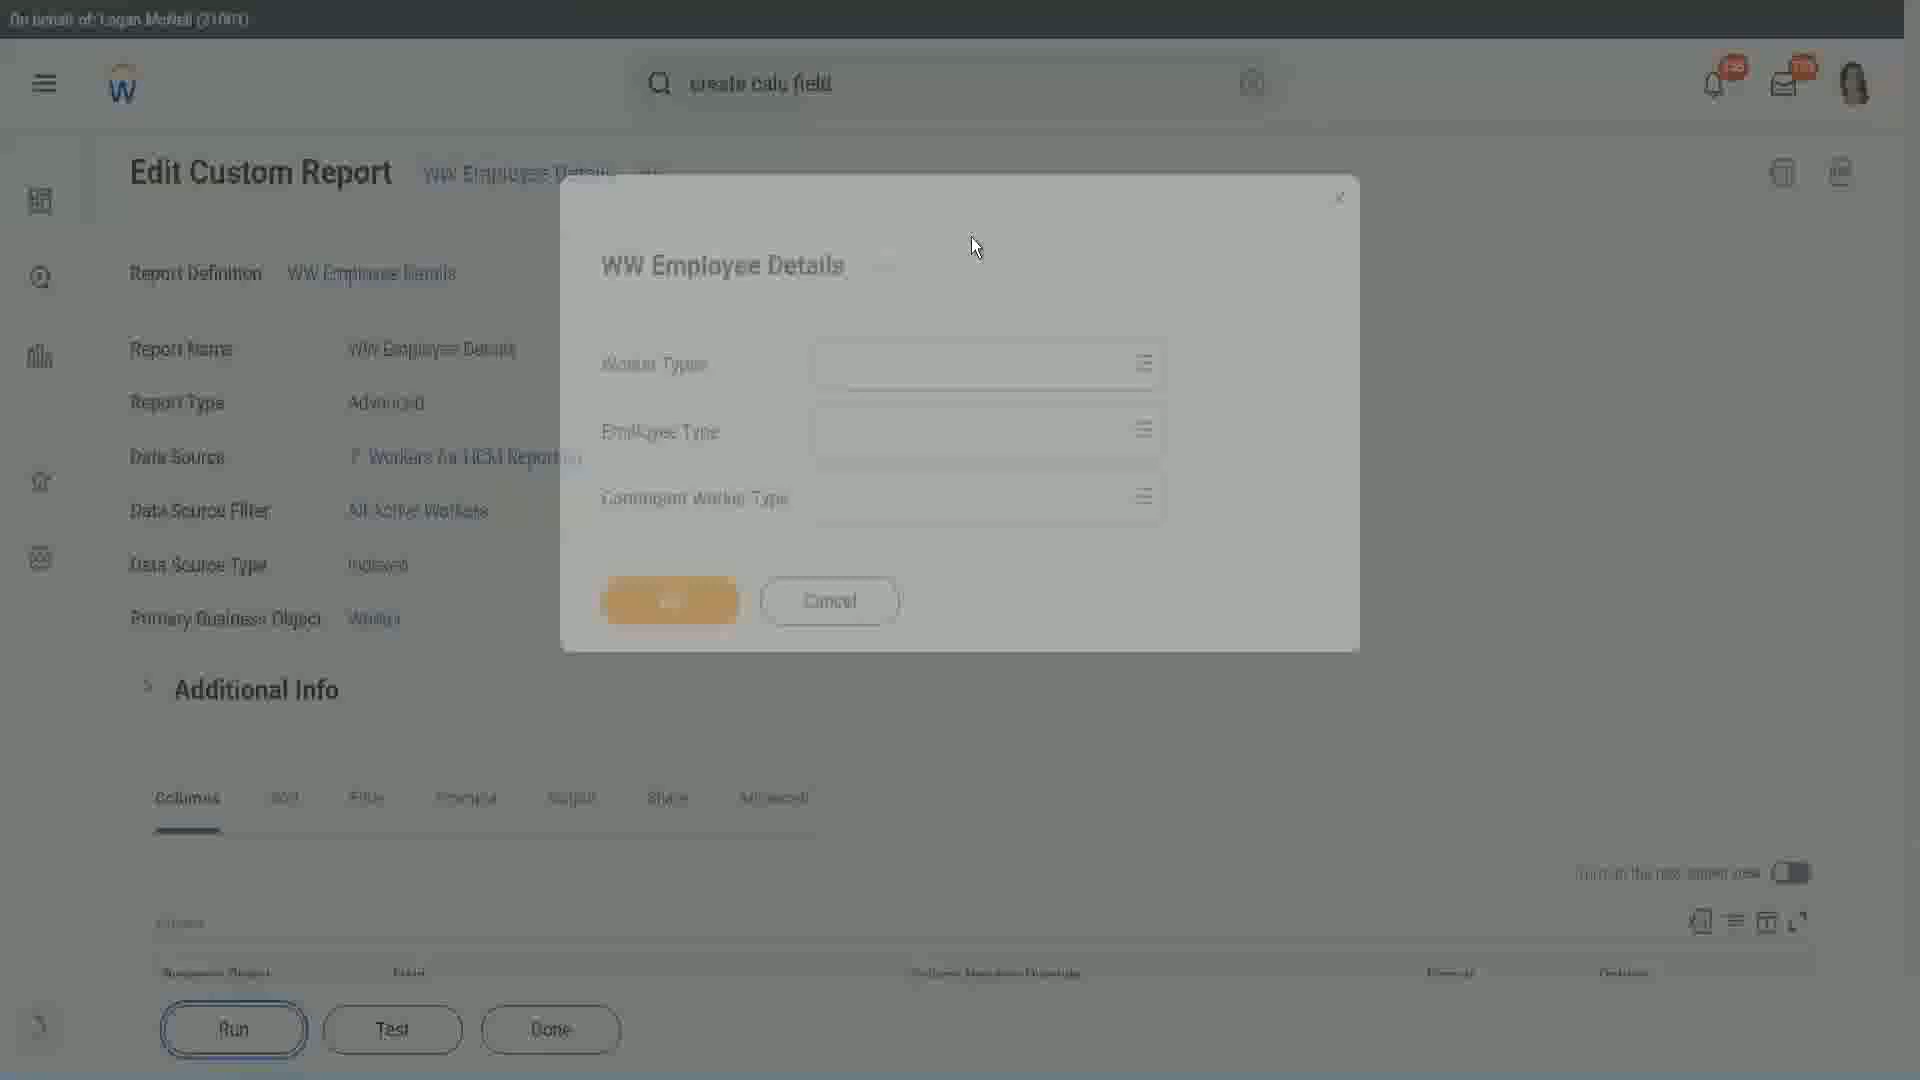 On behalf of: Logan McNeil (21001)
create calc field
Edit Custom Report
WW Employee Details
WW Employee Details
Report Definition
WW Employee Details
Report Name
WW Employee Details
Worker Types
Report Type
Advanced
Employee Type
Data Source
Workers for HCM Reporting
Contingent Worker Type
Data Source Filter
All Active Workers
Data Source Type
Indexed
Cancel
Primary Business Object
Worker
Additional Info
Columns
Sort
Filter
Prompts
Output
Share
Advanced
Business Object
Field
Column Heading Override
Format
Options
Run
Test
Done